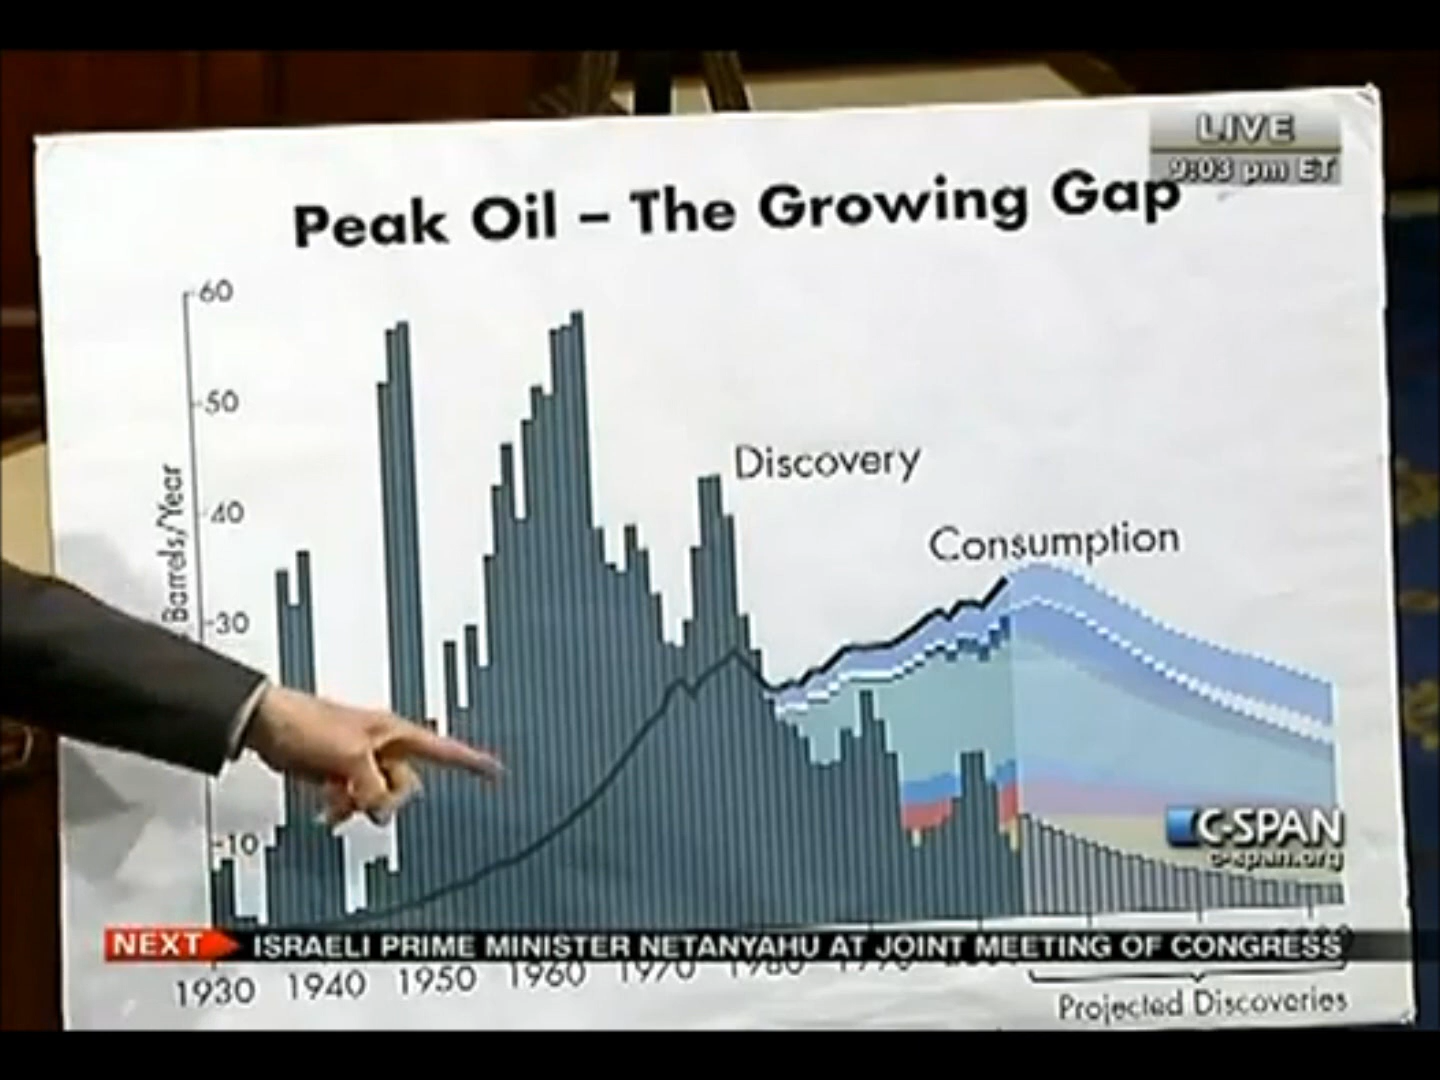 LIVE
9:03 pm ET
Peak Oil – The Growing Gap
60
50
40
30
10
Barrels/Year
Discovery
Consumption
C-SPAN
c-span.org
NEXT ISRAELI PRIME MINISTER NETANYAHU AT JOINT MEETING OF CONGRESS
1930 1940 1950 1960 1970 1980
Projected Discoveries